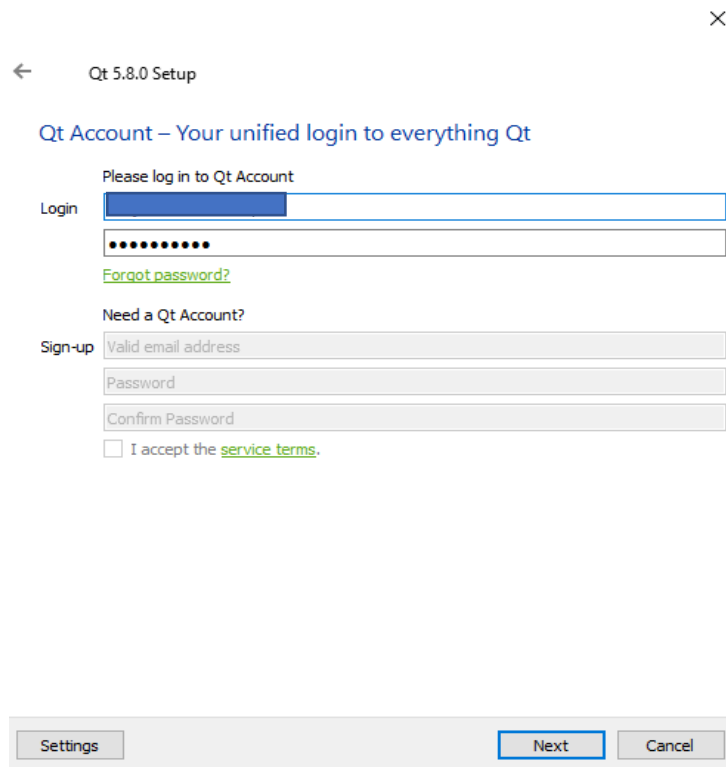 Qt 5.8.0 Setup
Qt Account – Your unified login to everything Qt
Please log in to Qt Account
Login
●●●●●●●●●●
Forgot password?
Need a Qt Account?
Sign-up Valid email address
Password
Confirm Password
I accept the service terms.
Settings Next Cancel